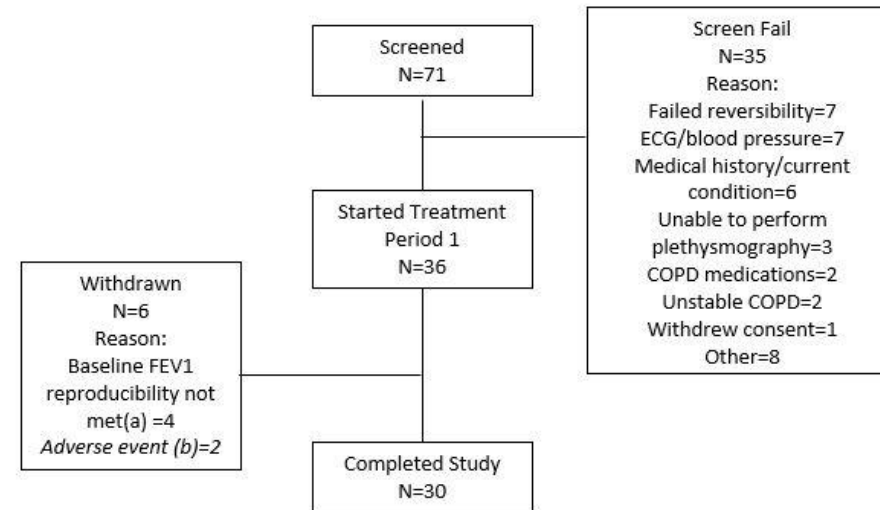 Screened
N=71
Screen Fail
N=35
Reason:
Failed reversibility=7
ECG/blood pressure=7
Medical history/current
condition=6
Unable to perform
plethysmography=3
COPD medications=2
Unstable COPD=2
Withdrew consent=1
Other=8
Started Treatment
Period 1
N=36
Withdrawn
N=6
Reason:
Baseline FEV1
reproducibility not
met(a) =4
Adverse event (b)=2
Completed Study
N=30